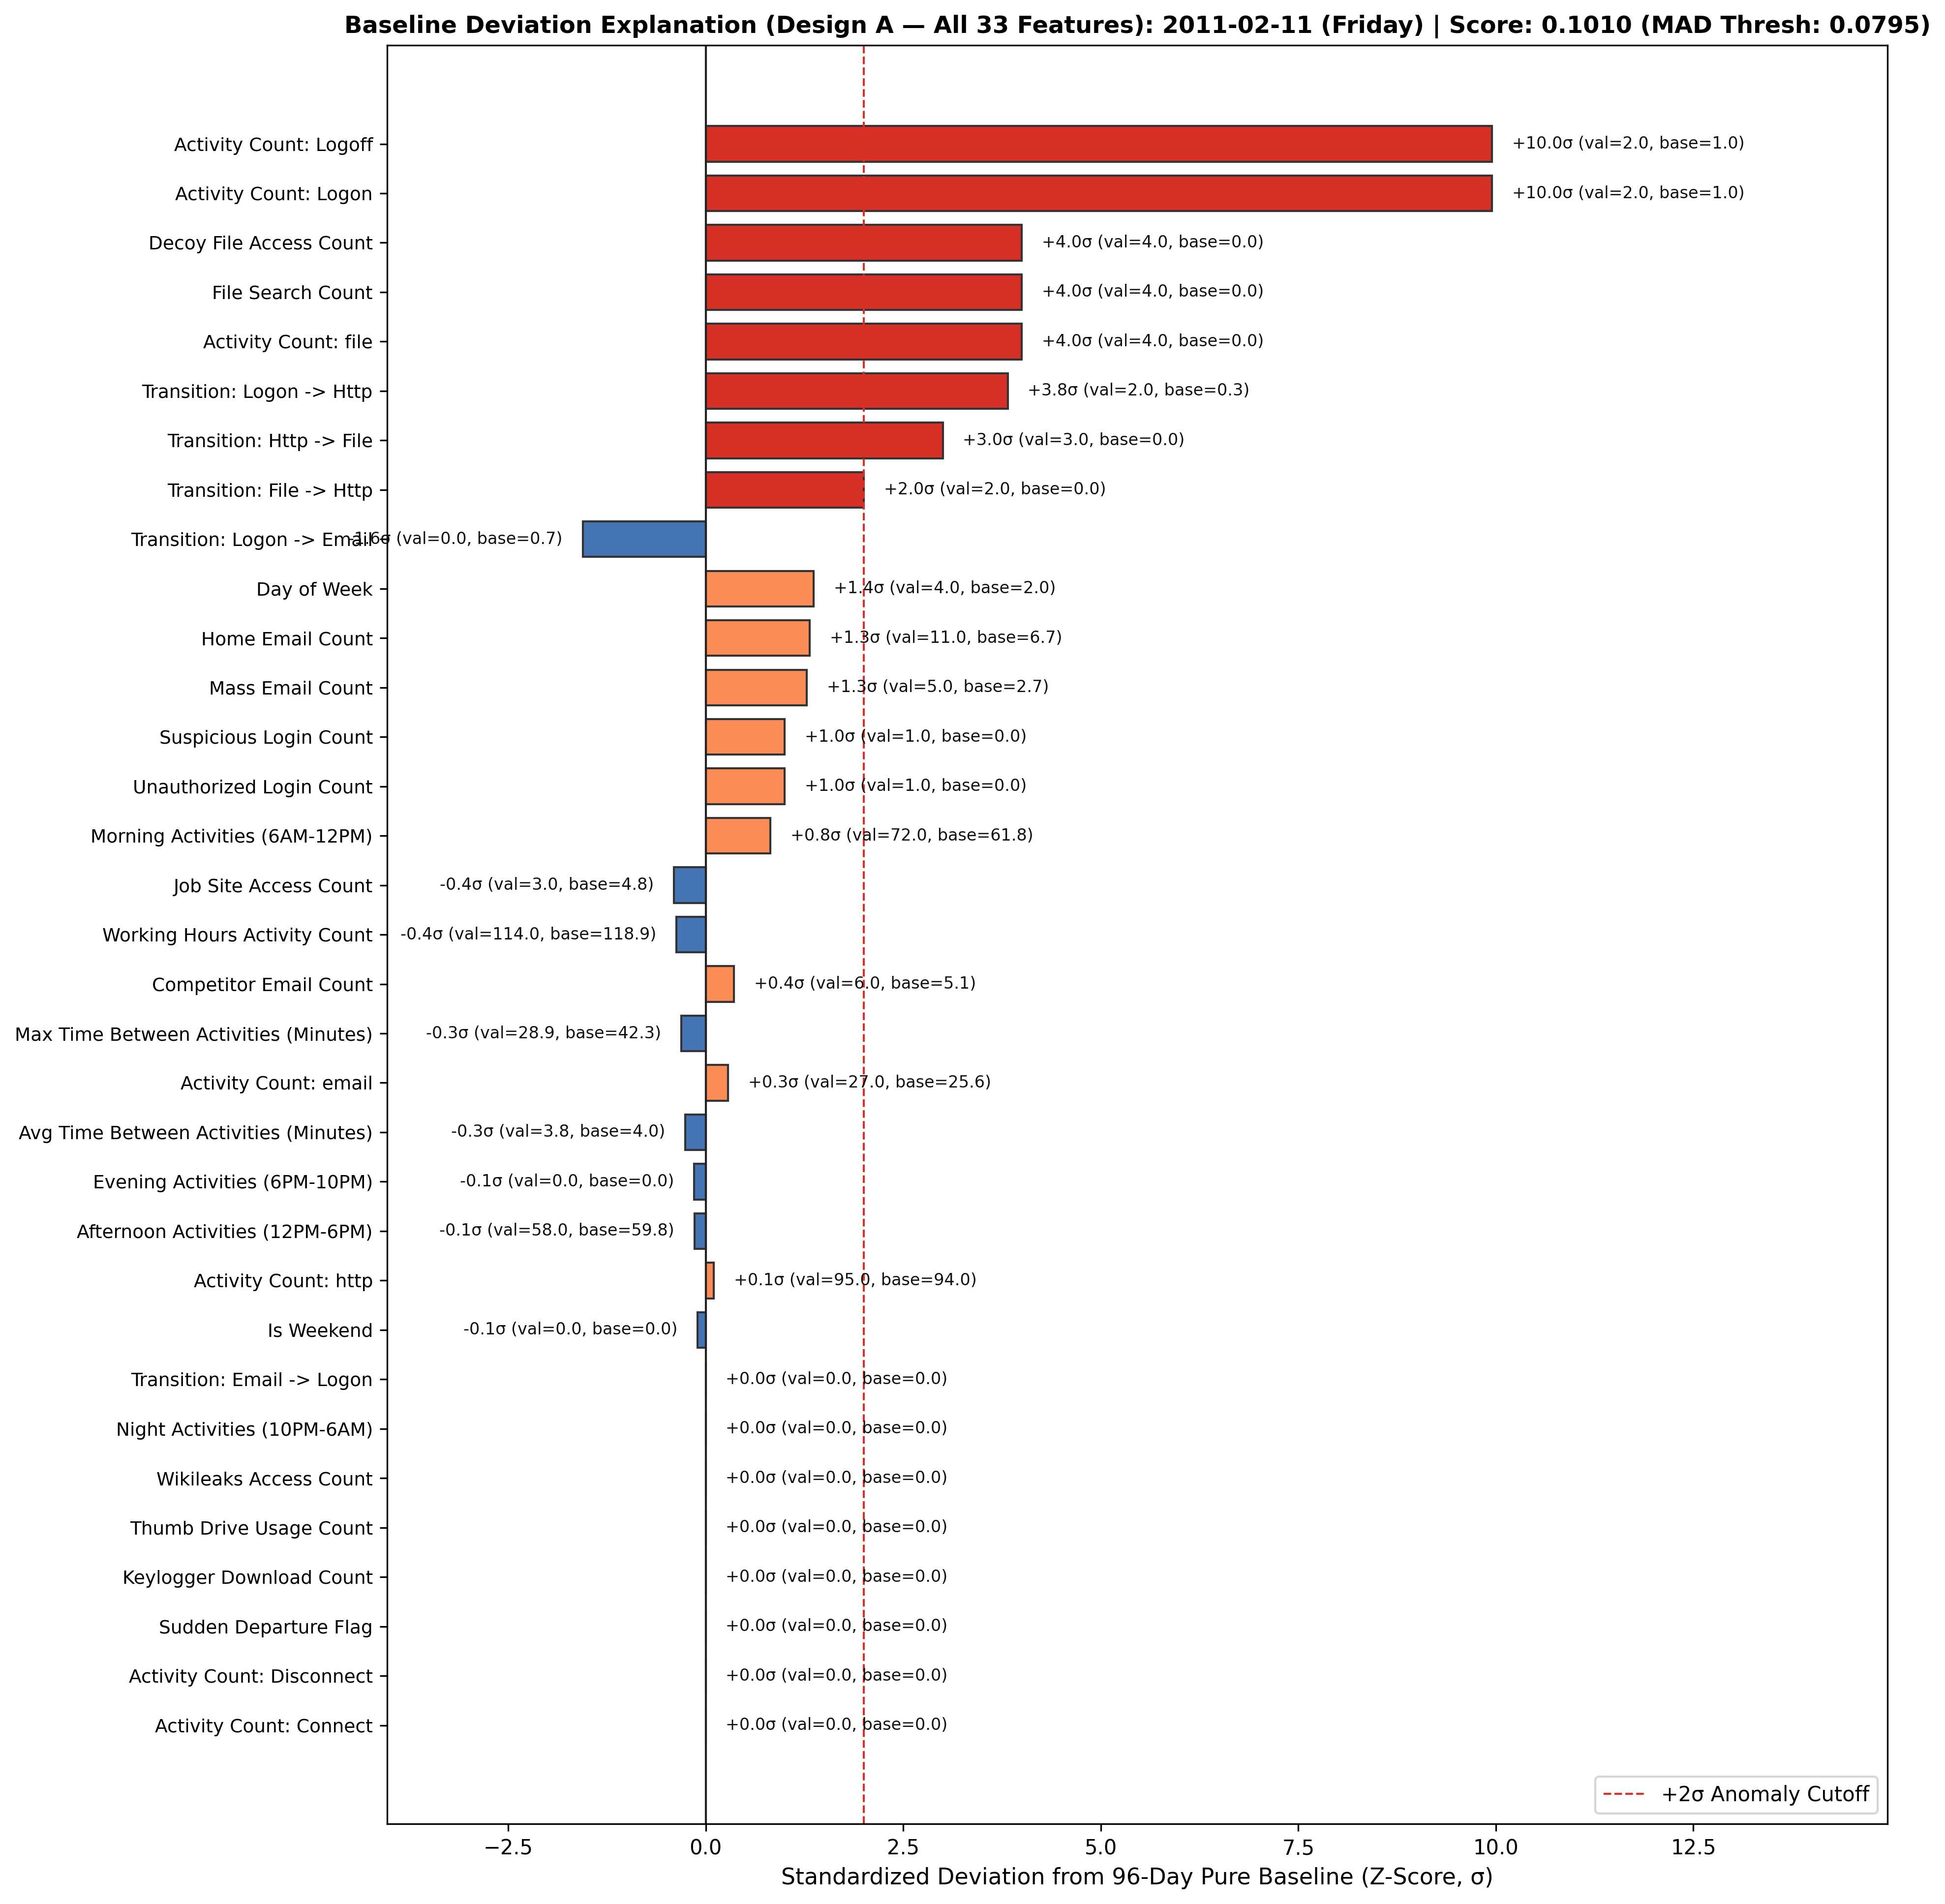 Baseline Deviation Explanation (Design A — All 33 Features): 2011-02-11 (Friday) | Score: 0.1010 (MAD Thresh: 0.0795)
Activity Count: Logoff +10.0σ (val=2.0, base=1.0)
Activity Count: Logon +10.0σ (val=2.0, base=1.0)
Decoy File Access Count +4.0σ (val=4.0, base=0.0)
File Search Count +4.0σ (val=4.0, base=0.0)
Activity Count: file +4.0σ (val=4.0, base=0.0)
Transition: Logon -> Http +3.8σ (val=2.0, base=0.3)
Transition: Http -> File +3.0σ (val=3.0, base=0.0)
Transition: File -> Http +2.0σ (val=2.0, base=0.0)
Transition: Logon -> Email -1.6σ (val=0.0, base=0.7)
Day of Week +1.4σ (val=4.0, base=2.0)
Home Email Count +1.3σ (val=11.0, base=6.7)
Mass Email Count +1.3σ (val=5.0, base=2.7)
Suspicious Login Count +1.0σ (val=1.0, base=0.0)
Unauthorized Login Count +1.0σ (val=1.0, base=0.0)
Morning Activities (6AM-12PM) +0.8σ (val=72.0, base=61.8)
Job Site Access Count -0.4σ (val=3.0, base=4.8)
Working Hours Activity Count -0.4σ (val=114.0, base=118.9)
Competitor Email Count +0.4σ (val=6.0, base=5.1)
Max Time Between Activities (Minutes) -0.3σ (val=28.9, base=42.3)
Activity Count: email +0.3σ (val=27.0, base=25.6)
Avg Time Between Activities (Minutes) -0.3σ (val=3.8, base=4.0)
Evening Activities (6PM-10PM) -0.1σ (val=0.0, base=0.0)
Afternoon Activities (12PM-6PM) -0.1σ (val=58.0, base=59.8)
Activity Count: http +0.1σ (val=95.0, base=94.0)
Is Weekend -0.1σ (val=0.0, base=0.0)
Transition: Email -> Logon +0.0σ (val=0.0, base=0.0)
Night Activities (10PM-6AM) +0.0σ (val=0.0, base=0.0)
Wikileaks Access Count +0.0σ (val=0.0, base=0.0)
Thumb Drive Usage Count +0.0σ (val=0.0, base=0.0)
Keylogger Download Count +0.0σ (val=0.0, base=0.0)
Sudden Departure Flag +0.0σ (val=0.0, base=0.0)
Activity Count: Disconnect +0.0σ (val=0.0, base=0.0)
Activity Count: Connect +0.0σ (val=0.0, base=0.0)
+2σ Anomaly Cutoff
−2.5 0.0 2.5 5.0 7.5 10.0 12.5
Standardized Deviation from 96-Day Pure Baseline (Z-Score, σ)